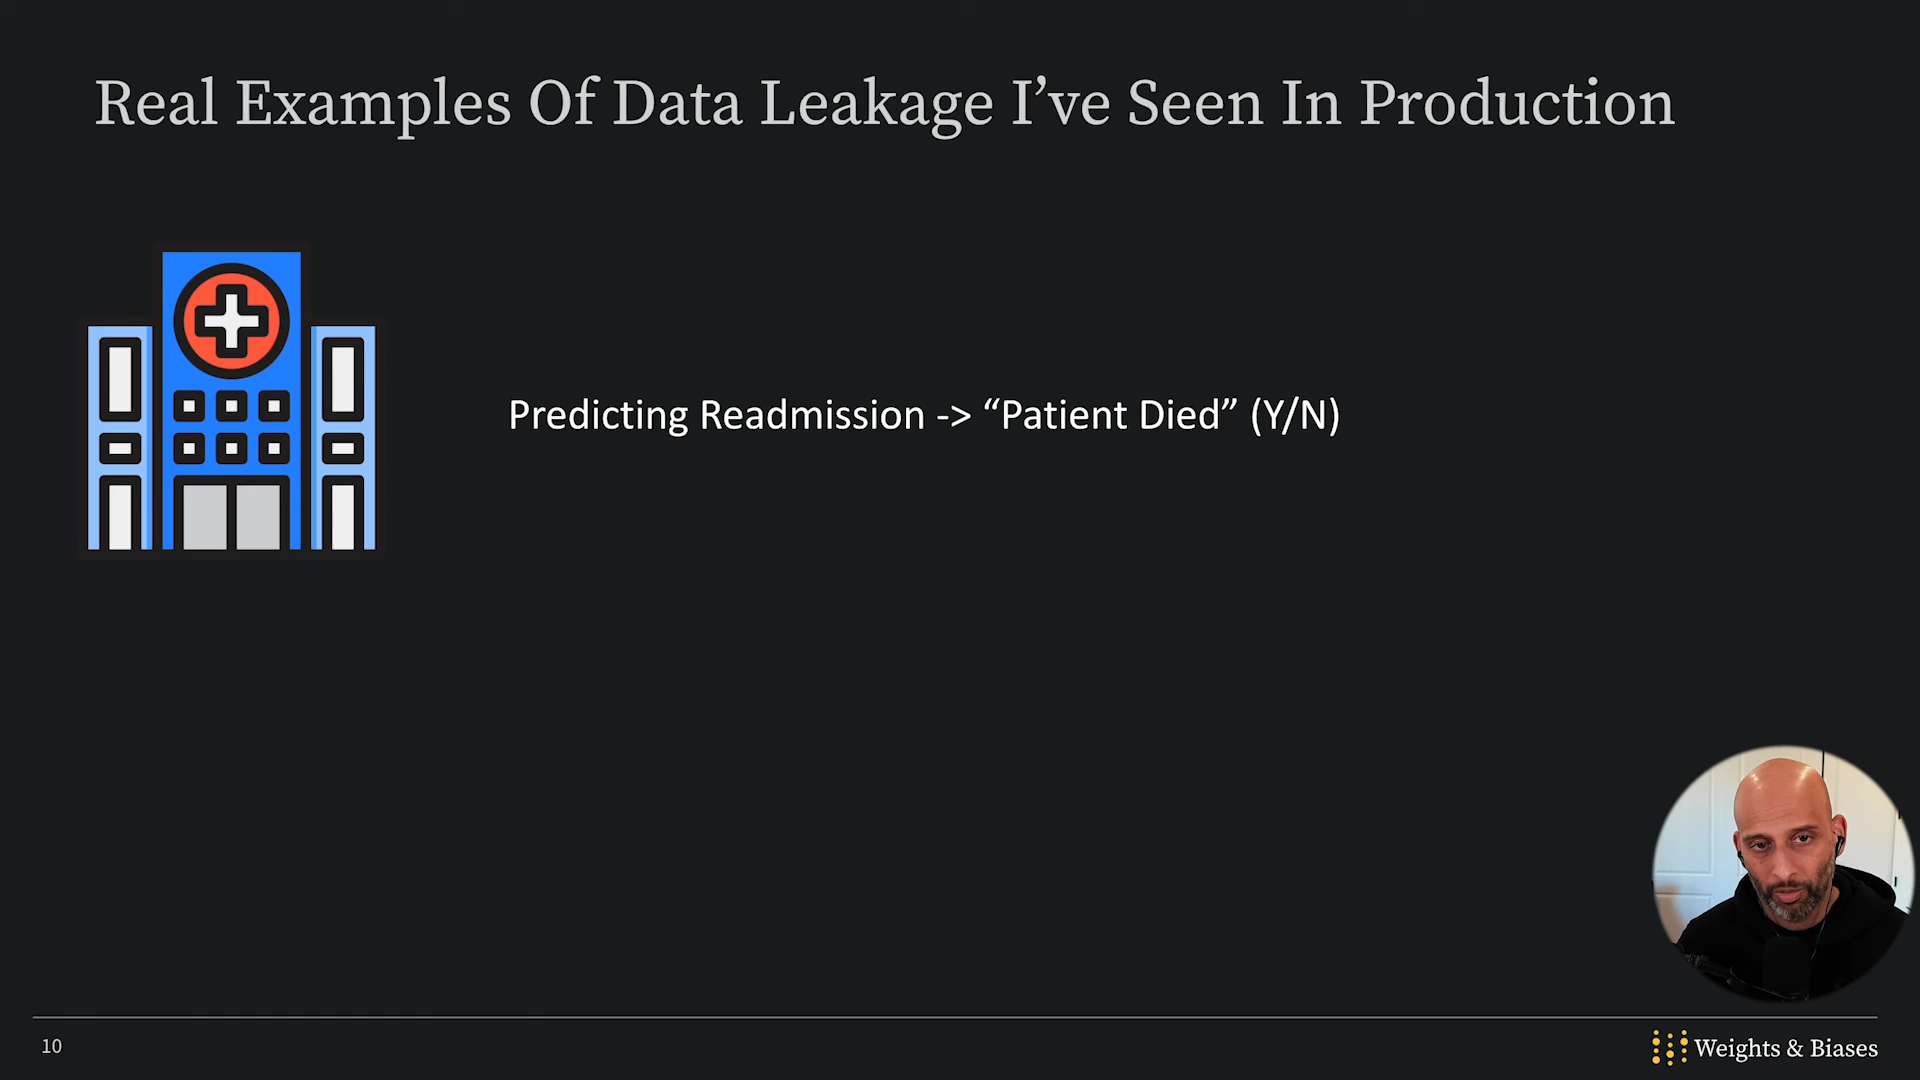 Real Examples Of Data Leakage I’ve Seen In Production
Predicting Readmission -> “Patient Died” (Y/N)
10
Weights & Biases